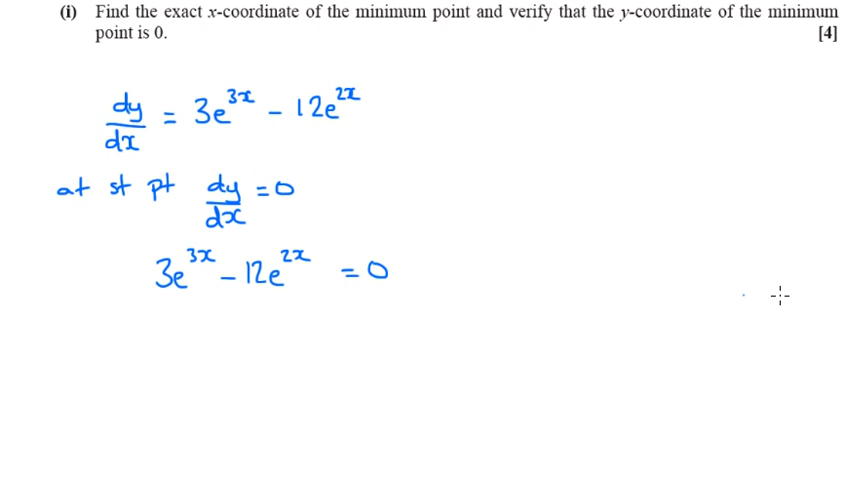 (i) Find the exact x-coordinate of the minimum point and verify that the y-coordinate of the minimum
point is 0. [4]
dy/dx = 3e^{3x} - 12e^{2x}
at st pt dy/dx = 0
3e^{3x} - 12e^{2x} = 0